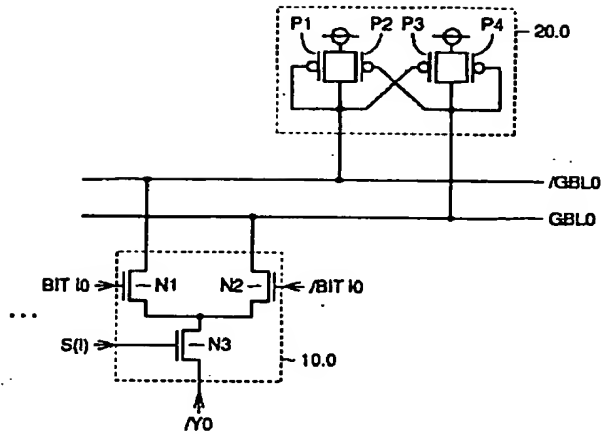 P1 P2 P3 P4
20.0
/GBL0
GBL0
BIT I0 N1 N2 /BIT I0
...
S(I) N3
10.0
/Y0